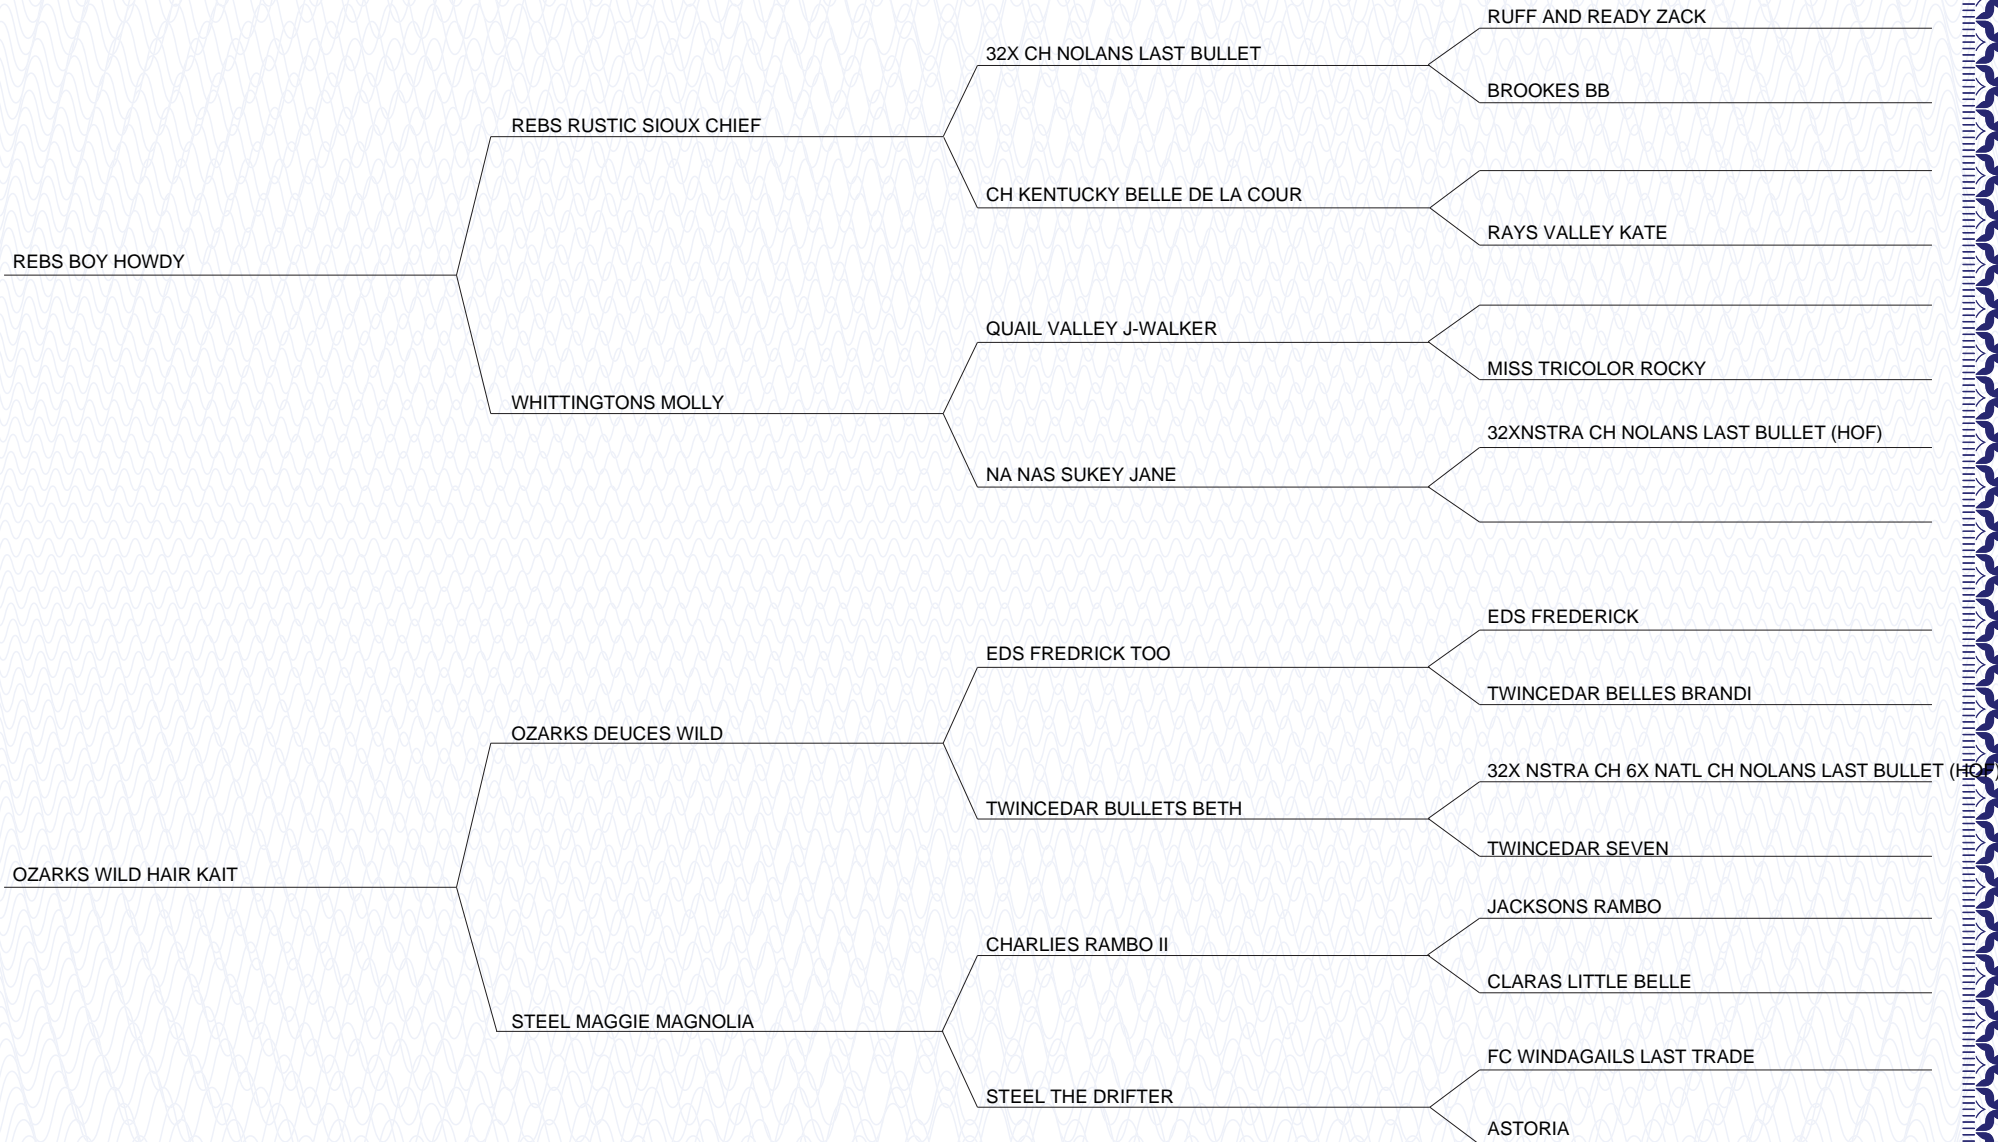 RUFF AND READY ZACK
32X CH NOLANS LAST BULLET
BROOKES BB
REBS RUSTIC SIOUX CHIEF
CH KENTUCKY BELLE DE LA COUR
RAYS VALLEY KATE
REBS BOY HOWDY
QUAIL VALLEY J-WALKER
MISS TRICOLOR ROCKY
WHITTINGTONS MOLLY
32XNSTRA CH NOLANS LAST BULLET (HOF)
NA NAS SUKEY JANE
EDS FREDERICK
EDS FREDRICK TOO
TWINCEDAR BELLES BRANDI
OZARKS DEUCES WILD
32X NSTRA CH 6X NATL CH NOLANS LAST BULLET (HOF)
TWINCEDAR BULLETS BETH
TWINCEDAR SEVEN
OZARKS WILD HAIR KAIT
JACKSONS RAMBO
CHARLIES RAMBO II
CLARAS LITTLE BELLE
STEEL MAGGIE MAGNOLIA
FC WINDAGAILS LAST TRADE
STEEL THE DRIFTER
ASTORIA